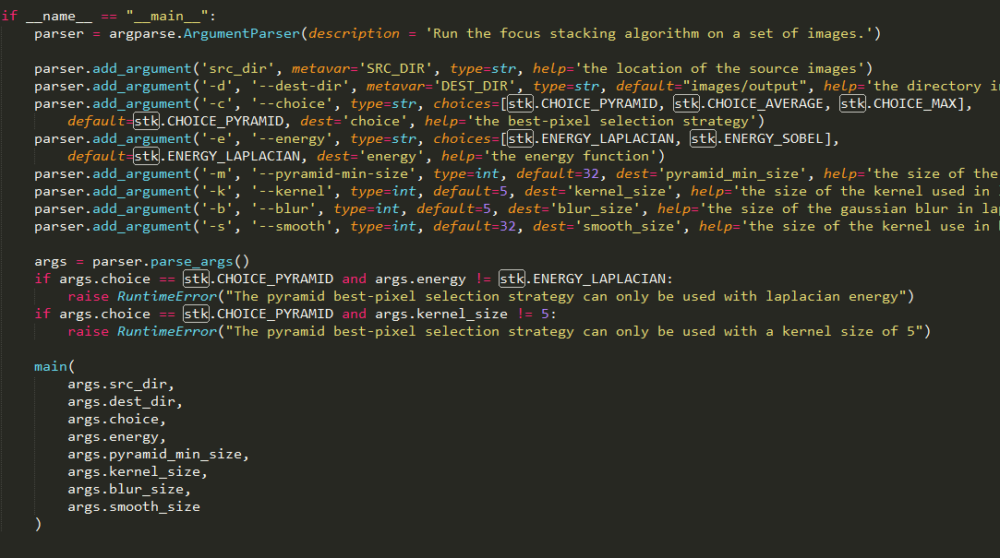 if __name__ == "__main__":
    parser = argparse.ArgumentParser(description = 'Run the focus stacking algorithm on a set of images.')

    parser.add_argument('src_dir', metavar='SRC_DIR', type=str, help='the location of the source images')
    parser.add_argument('-d', '--dest-dir', metavar='DEST_DIR', type=str, default="images/output", help='the directory
    parser.add_argument('-c', '--choice', type=str, choices=[stk.CHOICE_PYRAMID, stk.CHOICE_AVERAGE, stk.CHOICE_MAX],
        default=stk.CHOICE_PYRAMID, dest='choice', help='the best-pixel selection strategy')
    parser.add_argument('-e', '--energy', type=str, choices=[stk.ENERGY_LAPLACIAN, stk.ENERGY_SOBEL],
        default=stk.ENERGY_LAPLACIAN, dest='energy', help='the energy function')
    parser.add_argument('-m', '--pyramid-min-size', type=int, default=32, dest='pyramid_min_size', help='the size of the
    parser.add_argument('-k', '--kernel', type=int, default=5, dest='kernel_size', help='the size of the kernel used in
    parser.add_argument('-b', '--blur', type=int, default=5, dest='blur_size', help='the size of the gaussian blur in
    parser.add_argument('-s', '--smooth', type=int, default=32, dest='smooth_size', help='the size of the kernel use in

    args = parser.parse_args()
    if args.choice == stk.CHOICE_PYRAMID and args.energy != stk.ENERGY_LAPLACIAN:
        raise RuntimeError("The pyramid best-pixel selection strategy can only be used with laplacian energy")
    if args.choice == stk.CHOICE_PYRAMID and args.kernel_size != 5:
        raise RuntimeError("The pyramid best-pixel selection strategy can only be used with a kernel size of 5")

    main(
        args.src_dir,
        args.dest_dir,
        args.choice,
        args.energy,
        args.pyramid_min_size,
        args.kernel_size,
        args.blur_size,
        args.smooth_size
    )